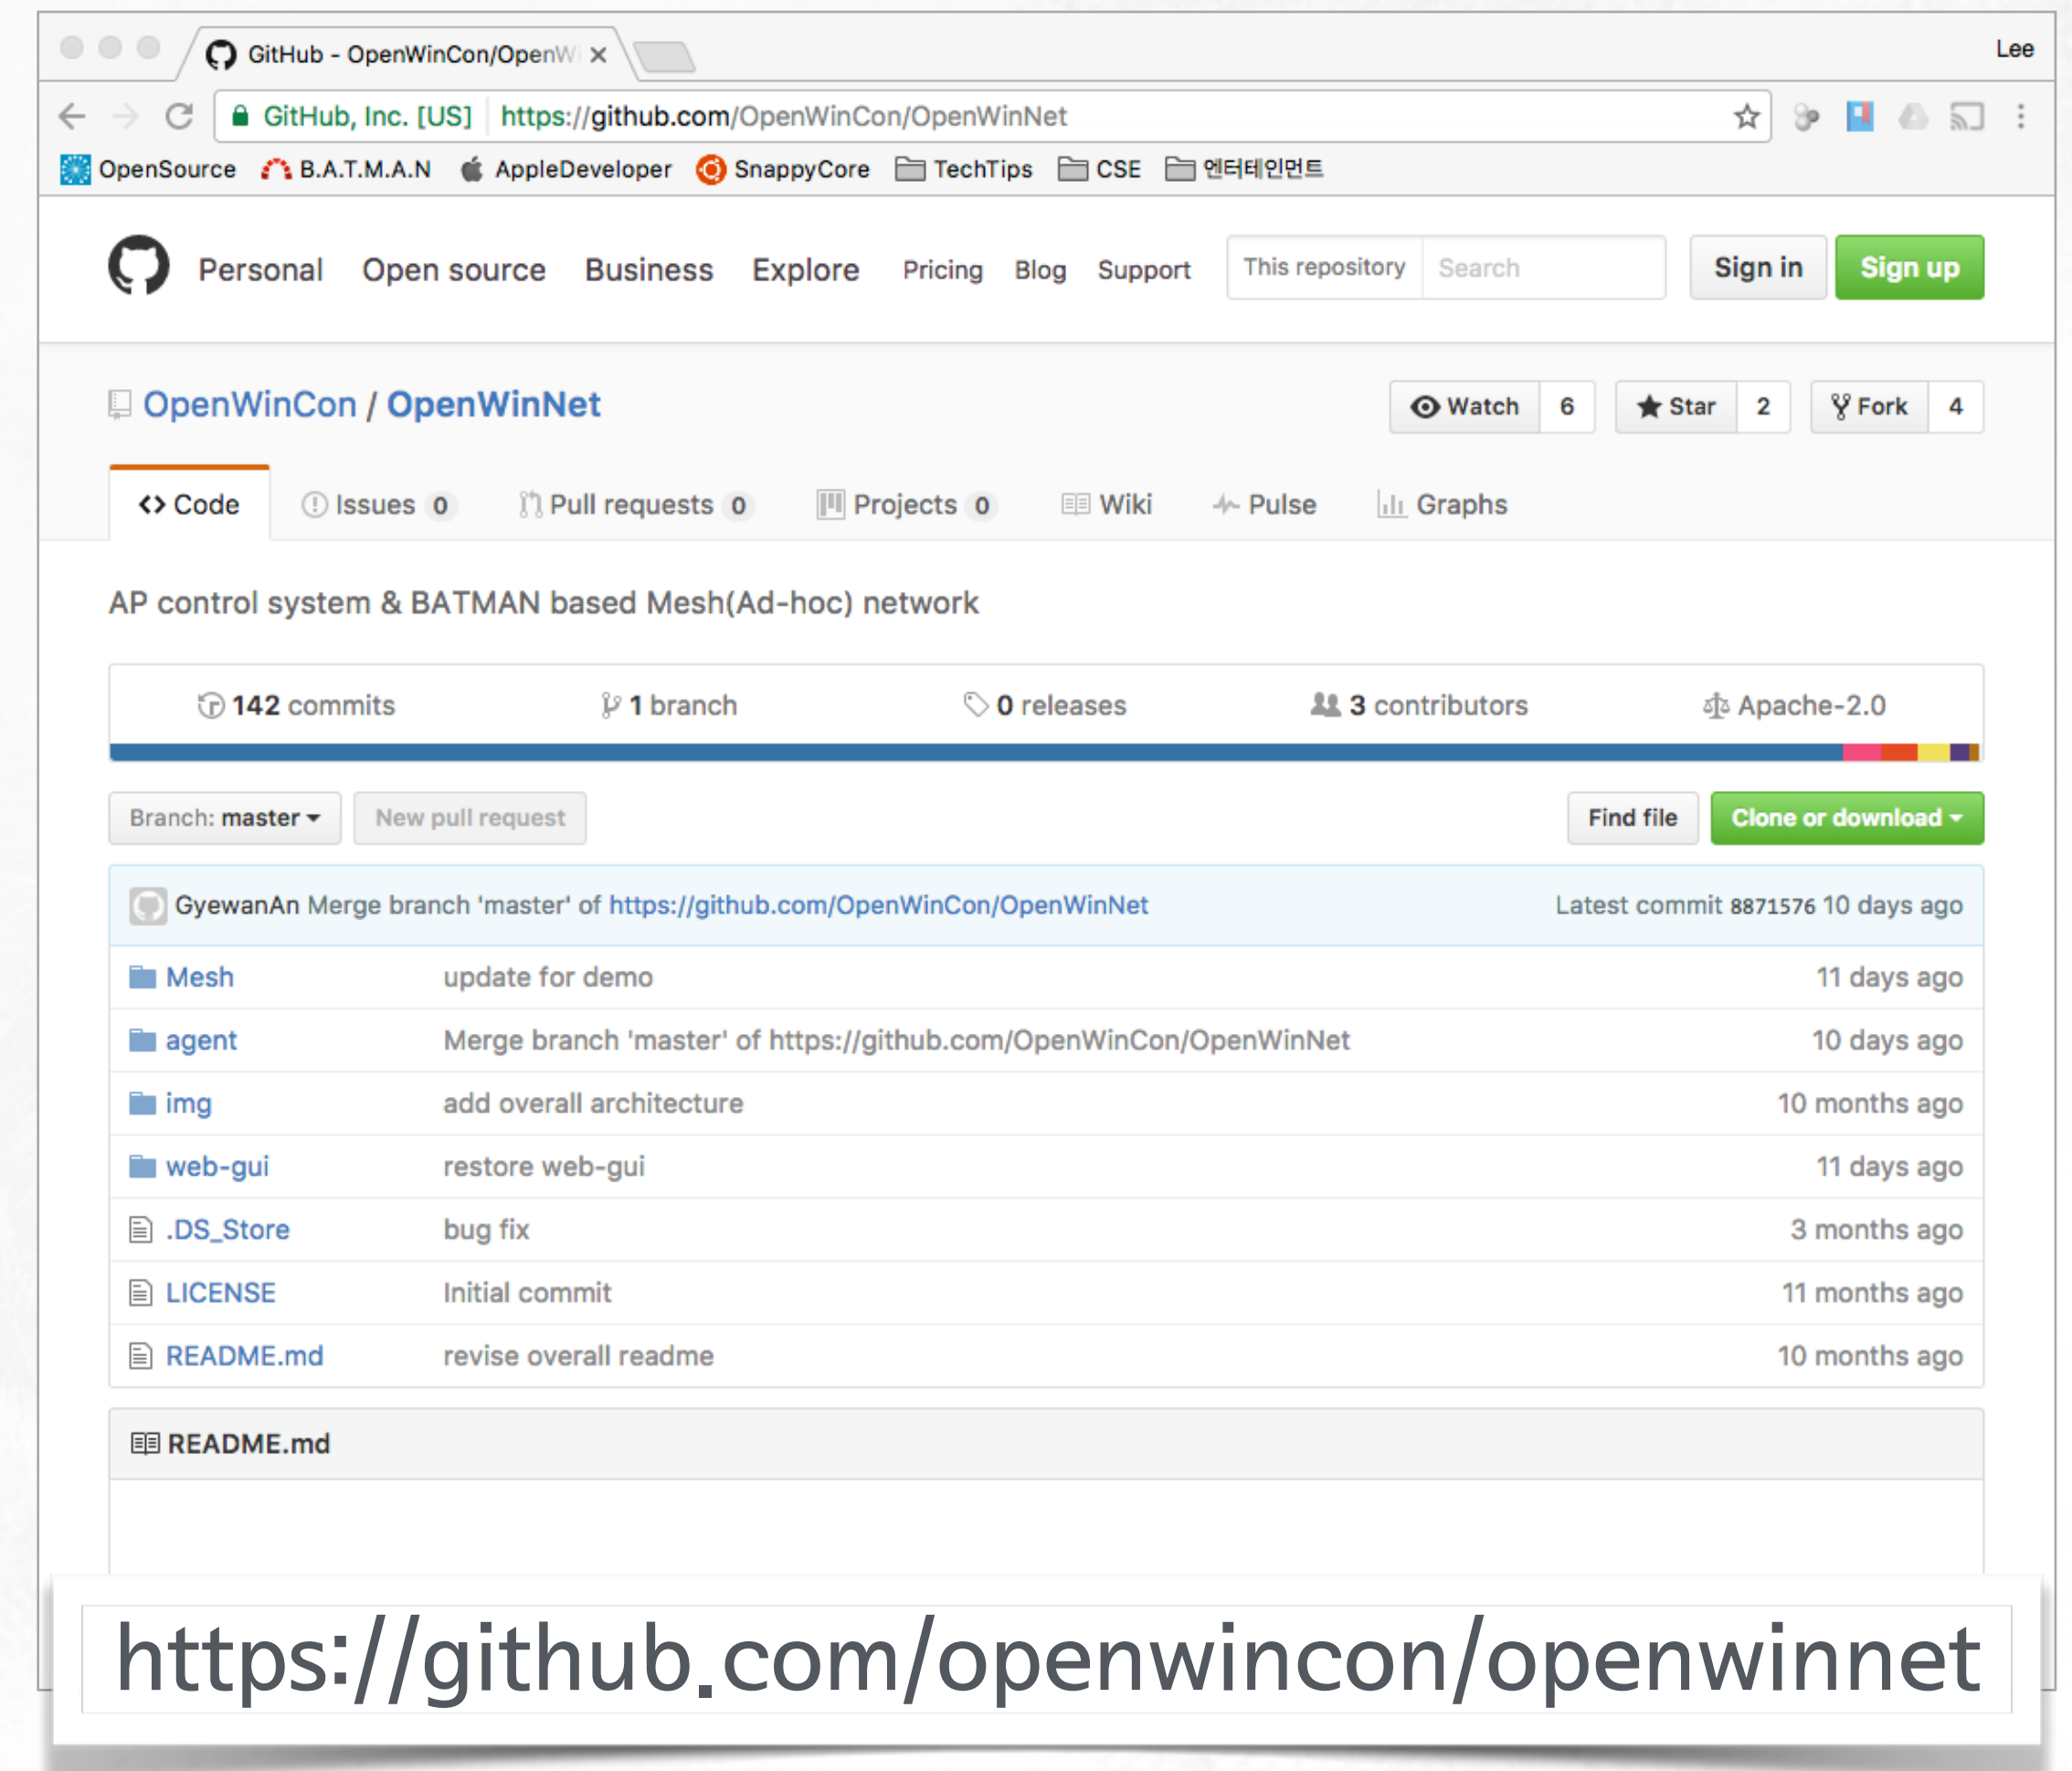 GitHub - OpenWinCon/OpenWi
Lee
GitHub, Inc. [US] https://github.com/OpenWinCon/OpenWinNet
OpenSource B.A.T.M.A.N AppleDeveloper SnappyCore TechTips CSE 엔터테인먼트
Personal Open source Business Explore Pricing Blog Support This repository Search Sign in Sign up
OpenWinCon / OpenWinNet Watch 6 Star 2 Fork 4
Code Issues 0 Pull requests 0 Projects 0 Wiki Pulse Graphs
AP control system & BATMAN based Mesh(Ad-hoc) network
142 commits 1 branch 0 releases 3 contributors Apache-2.0
Branch: master New pull request Find file Clone or download
GyewanAn Merge branch 'master' of https://github.com/OpenWinCon/OpenWinNet Latest commit 8871576 10 days ago
Mesh update for demo 11 days ago
agent Merge branch 'master' of https://github.com/OpenWinCon/OpenWinNet 10 days ago
img add overall architecture 10 months ago
web-gui restore web-gui 11 days ago
.DS_Store bug fix 3 months ago
LICENSE Initial commit 11 months ago
README.md revise overall readme 10 months ago
README.md
https://github.com/openwincon/openwinnet